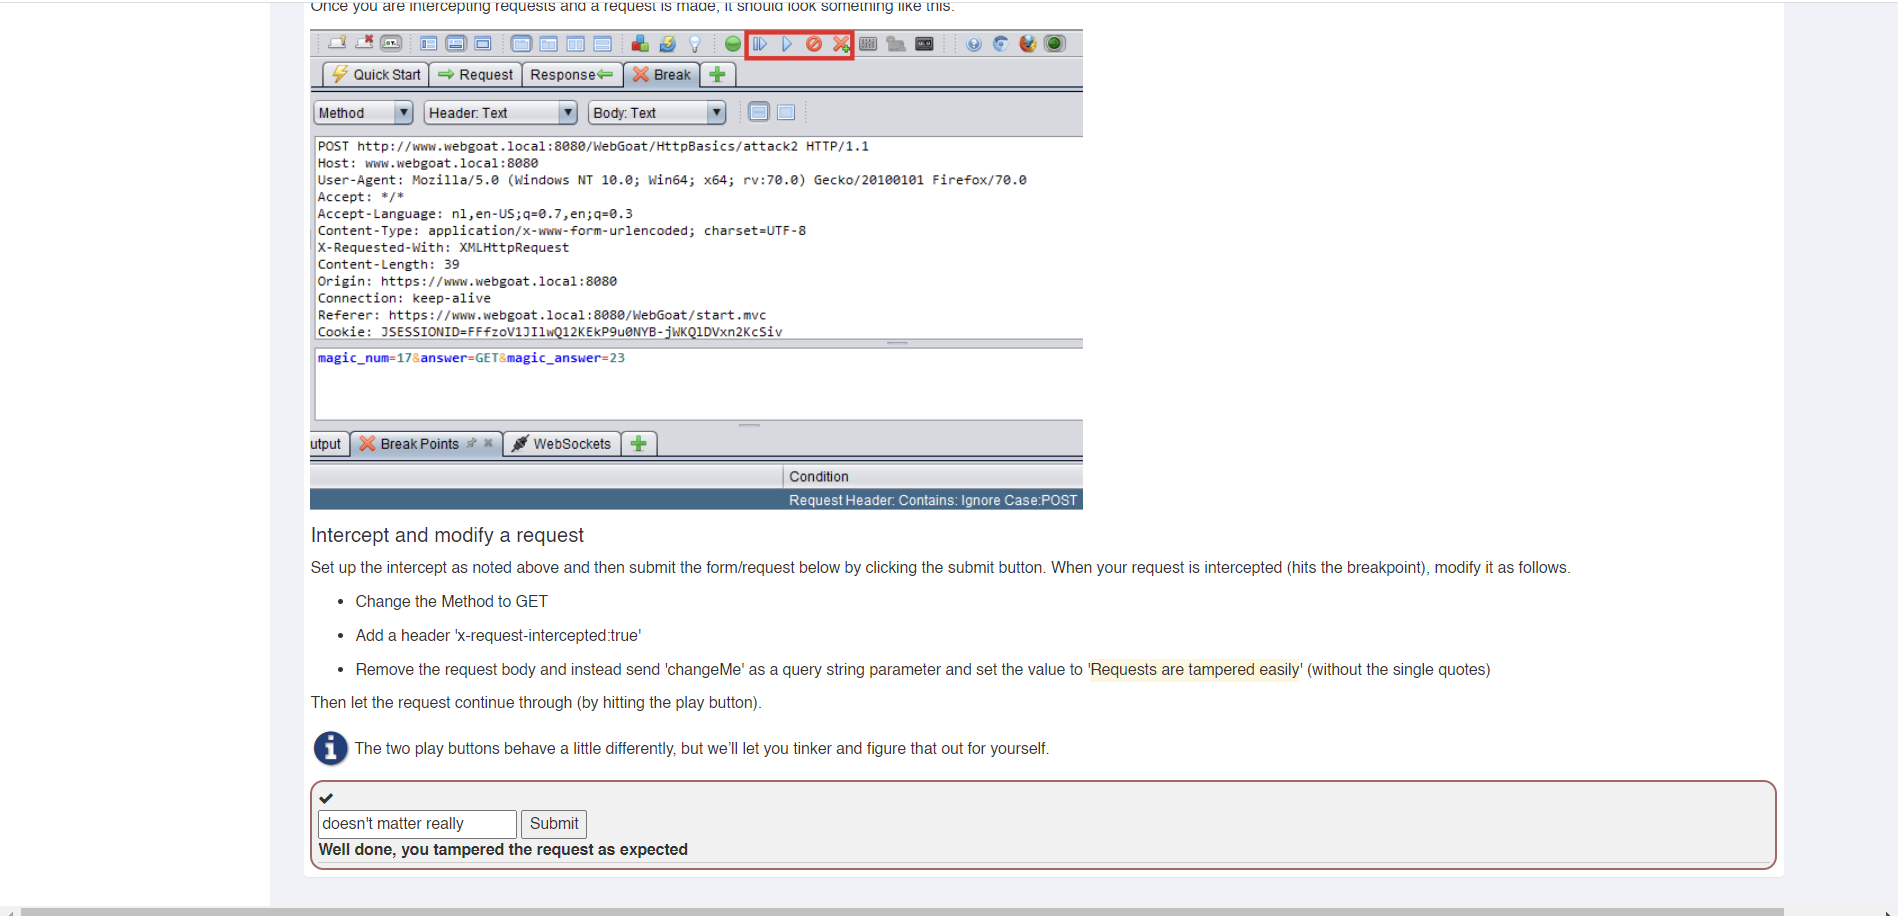 Once you are intercepting requests and a request is made, it should look something like this:
Quick Start Request Response Break
Method Header: Text Body: Text
POST http://www.webgoat.local:8080/WebGoat/HttpBasics/attack2 HTTP/1.1
Host: www.webgoat.local:8080
User-Agent: Mozilla/5.0 (Windows NT 10.0; Win64; x64; rv:70.0) Gecko/20100101 Firefox/70.0
Accept: */*
Accept-Language: nl,en-US;q=0.7,en;q=0.3
Content-Type: application/x-www-form-urlencoded; charset=UTF-8
X-Requested-With: XMLHttpRequest
Content-Length: 39
Origin: https://www.webgoat.local:8080
Connection: keep-alive
Referer: https://www.webgoat.local:8080/WebGoat/start.mvc
Cookie: JSESSIONID=FFfzoV1JIlwQ12KEkP9u0NYB-jWKQlDVxn2KcSiv
magic_num=17&answer=GET&magic_answer=23
utput Break Points WebSockets
Condition
Request Header: Contains: Ignore Case:POST
Intercept and modify a request
Set up the intercept as noted above and then submit the form/request below by clicking the submit button. When your request is intercepted (hits the breakpoint), modify it as follows.
• Change the Method to GET
• Add a header 'x-request-intercepted:true'
• Remove the request body and instead send 'changeMe' as a query string parameter and set the value to 'Requests are tampered easily' (without the single quotes)
Then let the request continue through (by hitting the play button).
The two play buttons behave a little differently, but we’ll let you tinker and figure that out for yourself.
doesn't matter really Submit
Well done, you tampered the request as expected